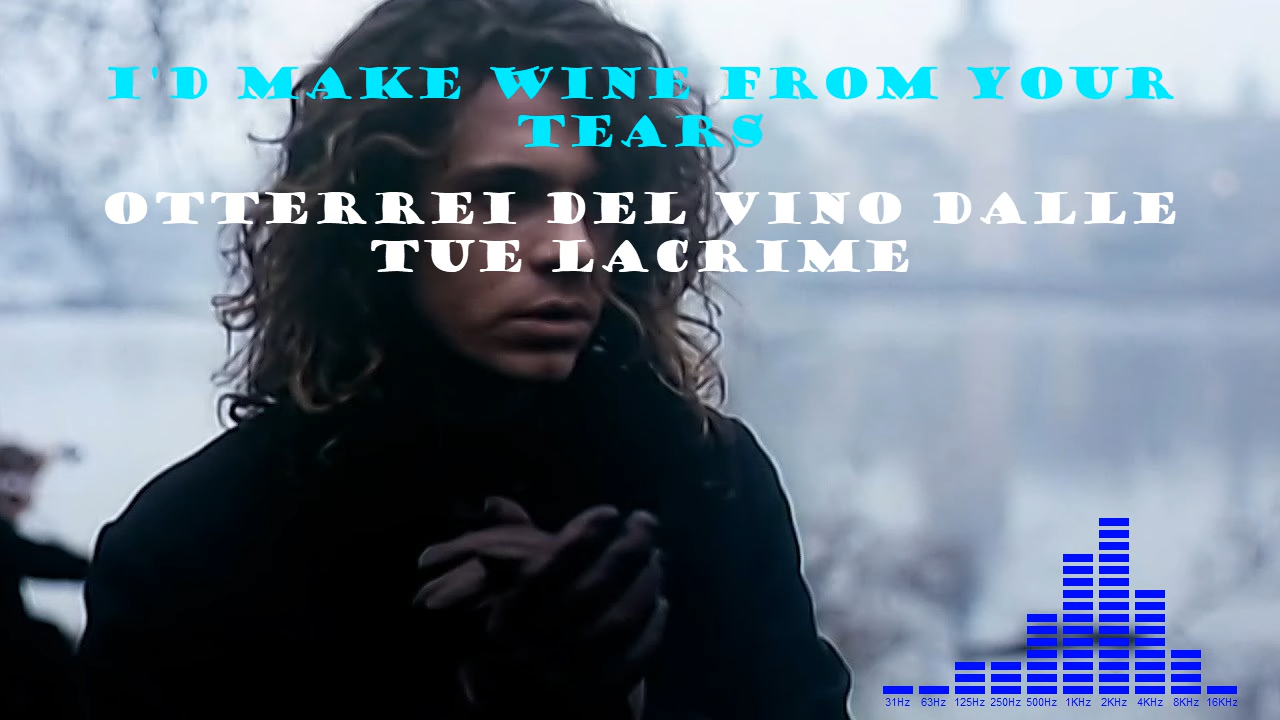 I'D MAKE WINE FROM YOUR
TEARS
OTTERREI DEL VINO DALLE
TUE LACRIME
31Hz 63Hz 125Hz 250Hz 500Hz 1KHz 2KHz 4KHz 8KHz 16KHz